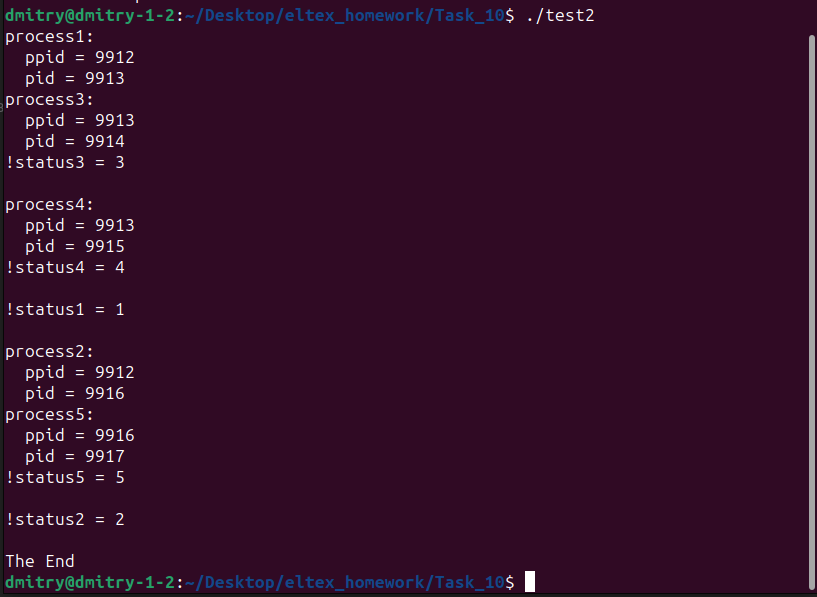 dmitry@dmitry-1-2:~/Desktop/eltex_homework/Task_10$ ./test2
process1:
  ppid = 9912
  pid = 9913
process3:
  ppid = 9913
  pid = 9914
!status3 = 3

process4:
  ppid = 9913
  pid = 9915
!status4 = 4

!status1 = 1

process2:
  ppid = 9912
  pid = 9916
process5:
  ppid = 9916
  pid = 9917
!status5 = 5

!status2 = 2

The End
dmitry@dmitry-1-2:~/Desktop/eltex_homework/Task_10$